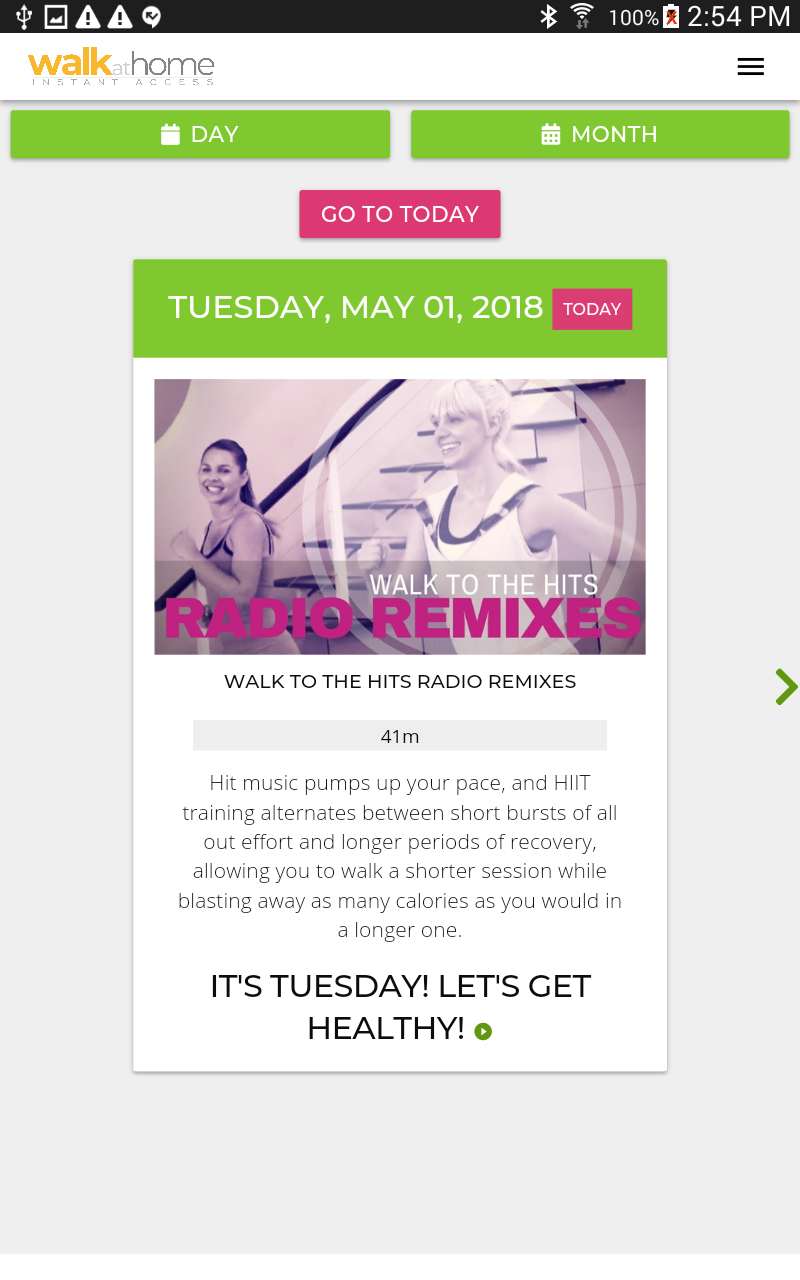 100% 2:54 PM
walkathome
INSTANT ACCESS
DAY
MONTH
GO TO TODAY
TUESDAY, MAY 01, 2018 TODAY
WALK TO THE HITS
RADIO REMIXES
WALK TO THE HITS RADIO REMIXES
41m
Hit music pumps up your pace, and HIIT
training alternates between short bursts of all
out effort and longer periods of recovery,
allowing you to walk a shorter session while
blasting away as many calories as you would in
a longer one.
IT'S TUESDAY! LET'S GET
HEALTHY!